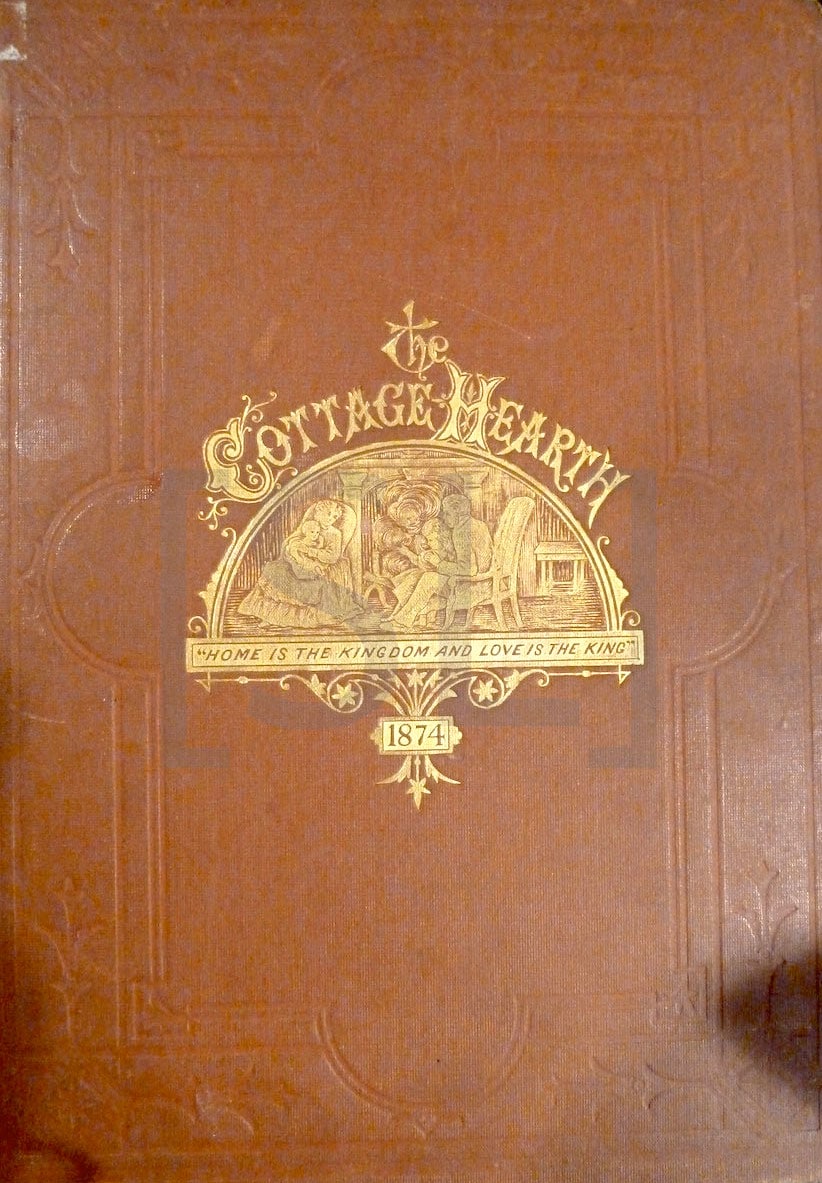 the
COTTAGE HEARTH
"HOME IS THE KINGDOM AND LOVE IS THE KING"
1874